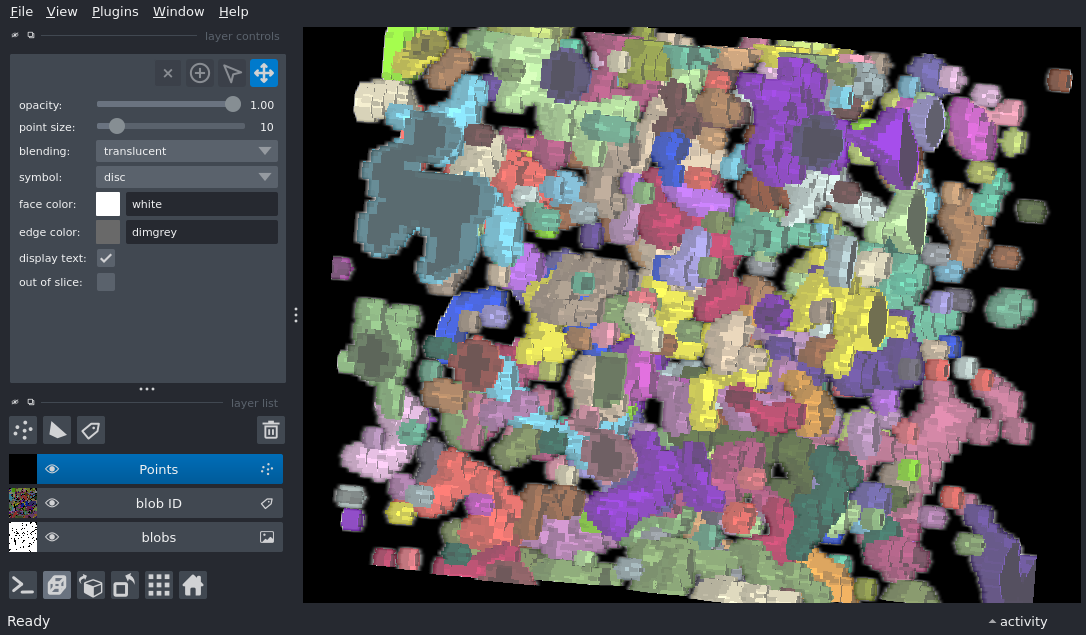 File View Plugins Window Help
layer controls
opacity: 1.00
point size: 10
blending: translucent
symbol: disc
face color: white
edge color: dimgrey
display text:
out of slice:
layer list
Points
blob ID
blobs
Ready
activity